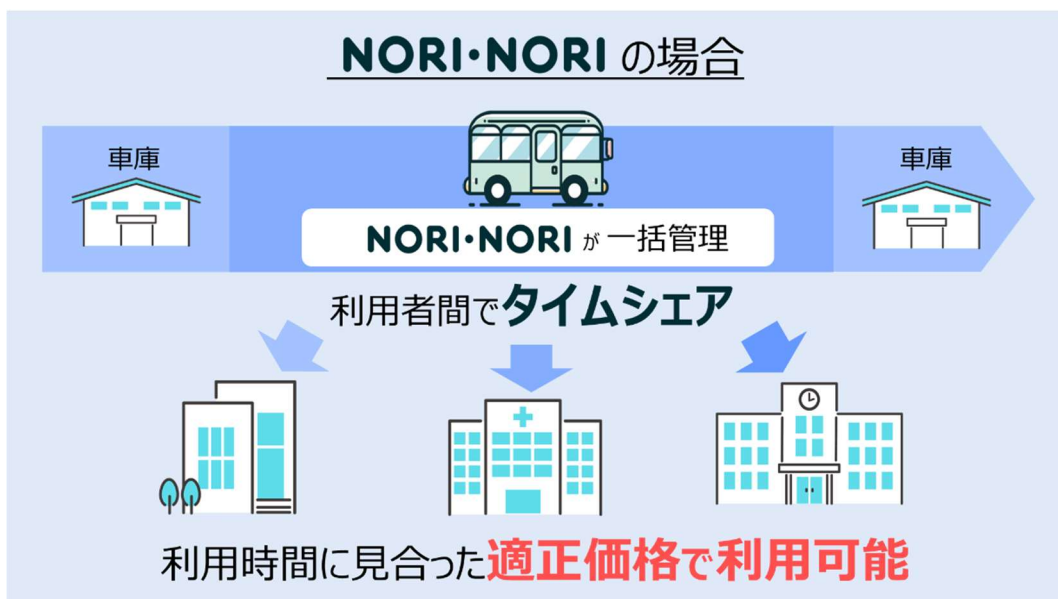 NORI・NORI の場合
車庫
車庫
NORI・NORI が 一括管理
利用者間でタイムシェア
利用時間に見合った適正価格で利用可能